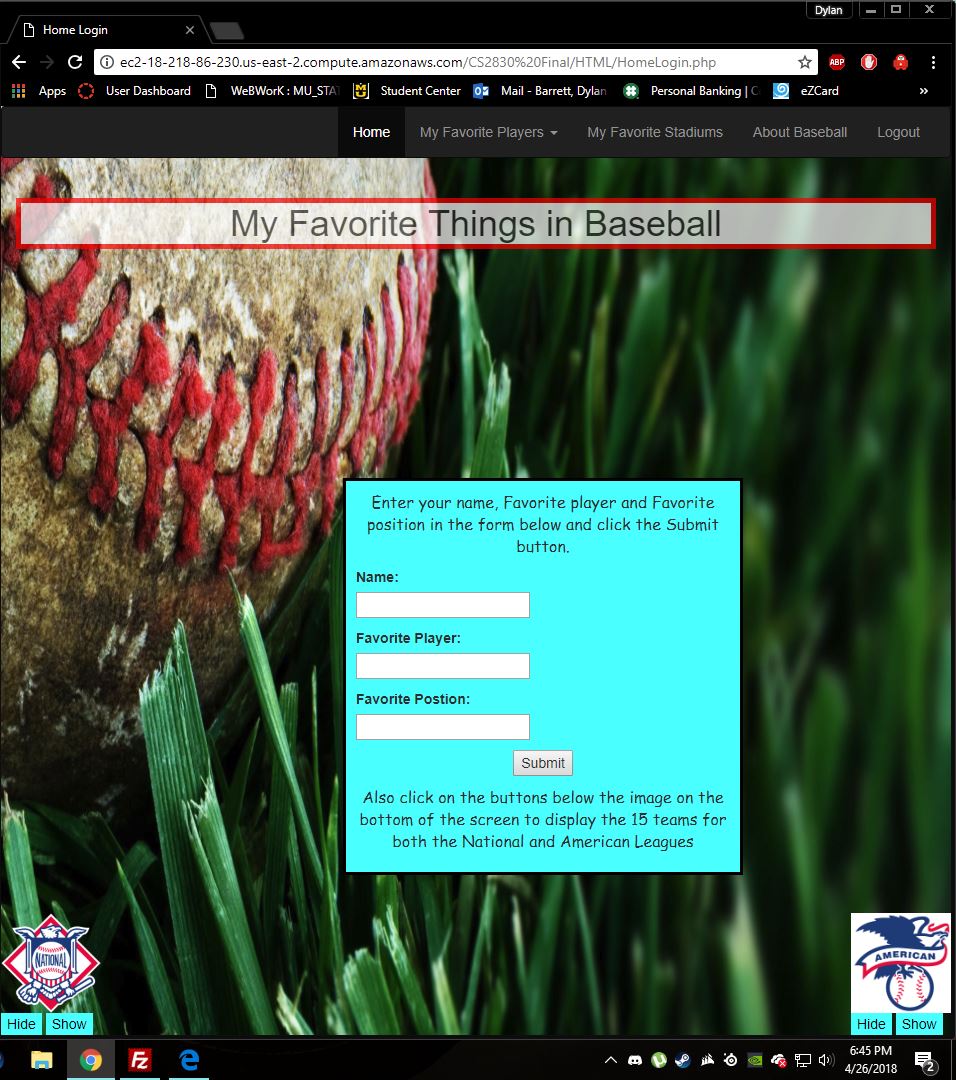 Dylan
Home Login
ec2-18-218-86-230.us-east-2.compute.amazonaws.com/CS2830%20Final/HTML/HomeLogin.php
ABP
Apps User Dashboard WeBWorK : MU_STAT Student Center Mail - Barrett, Dylan Personal Banking | C eZCard »
Home My Favorite Players My Favorite Stadiums About Baseball Logout
My Favorite Things in Baseball
Enter your name, Favorite player and Favorite
position in the form below and click the Submit
button.
Name:
Favorite Player:
Favorite Postion:
Submit
Also click on the buttons below the image on the
bottom of the screen to display the 15 teams for
both the National and American Leagues
NATIONAL
AMERICAN
Hide Show
Hide Show
6:45 PM
4/26/2018
2